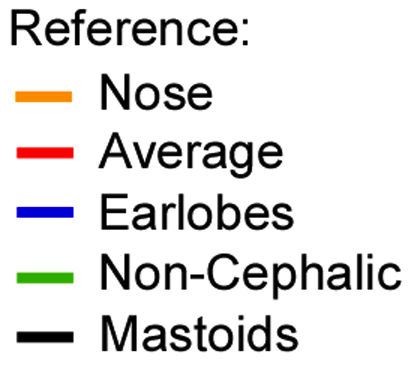 Reference:
Nose
Average
Earlobes
Non-Cephalic
Mastoids